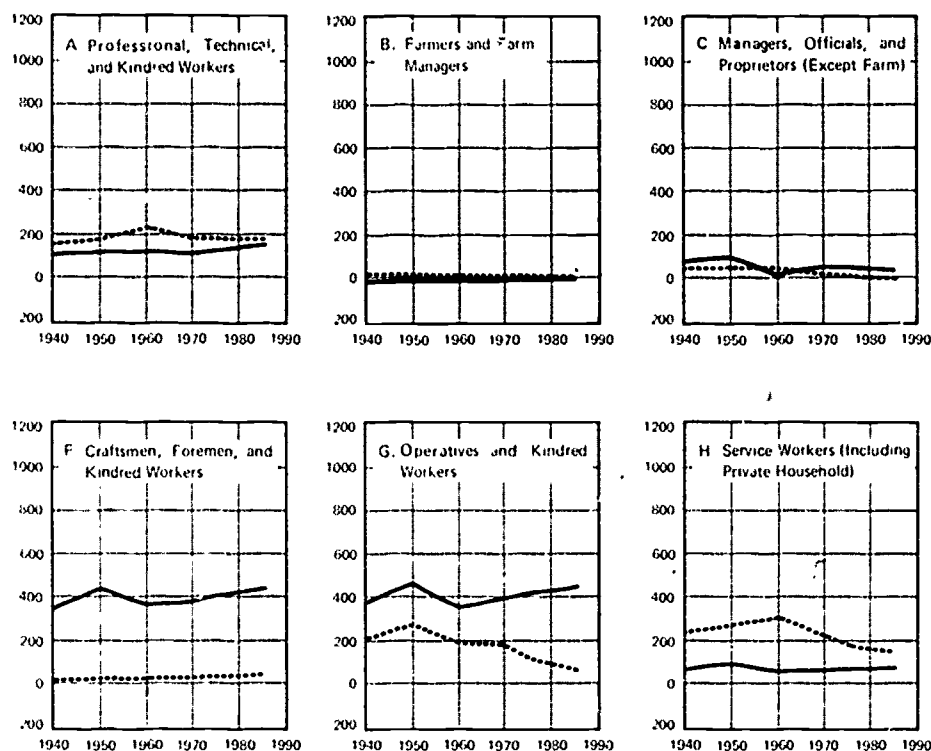 A Professional, Technical,
and Kindred Workers
1200
1000
800
600
400
200
0
200
1940 1950 1960 1970 1980 1990
B. Farmers and Farm
Managers
1200
1000
800
600
400
200
0
200
1940 1950 1960 1970 1980 1990
C Managers, Officials, and
Proprietors (Except Farm)
1200
1000
800
600
400
200
0
200
1940 1950 1960 1970 1980 1990
F Craftsmen, Foremen, and
Kindred Workers
1200
1000
800
600
400
200
0
200
1940 1950 1960 1970 1980 1990
G. Operatives and Kindred
Workers
1200
1000
800
600
400
200
0
200
1940 1950 1960 1970 1980 1990
H Service Workers (Including
Private Household)
1200
1000
800
600
400
200
0
200
1940 1950 1960 1970 1980 1990